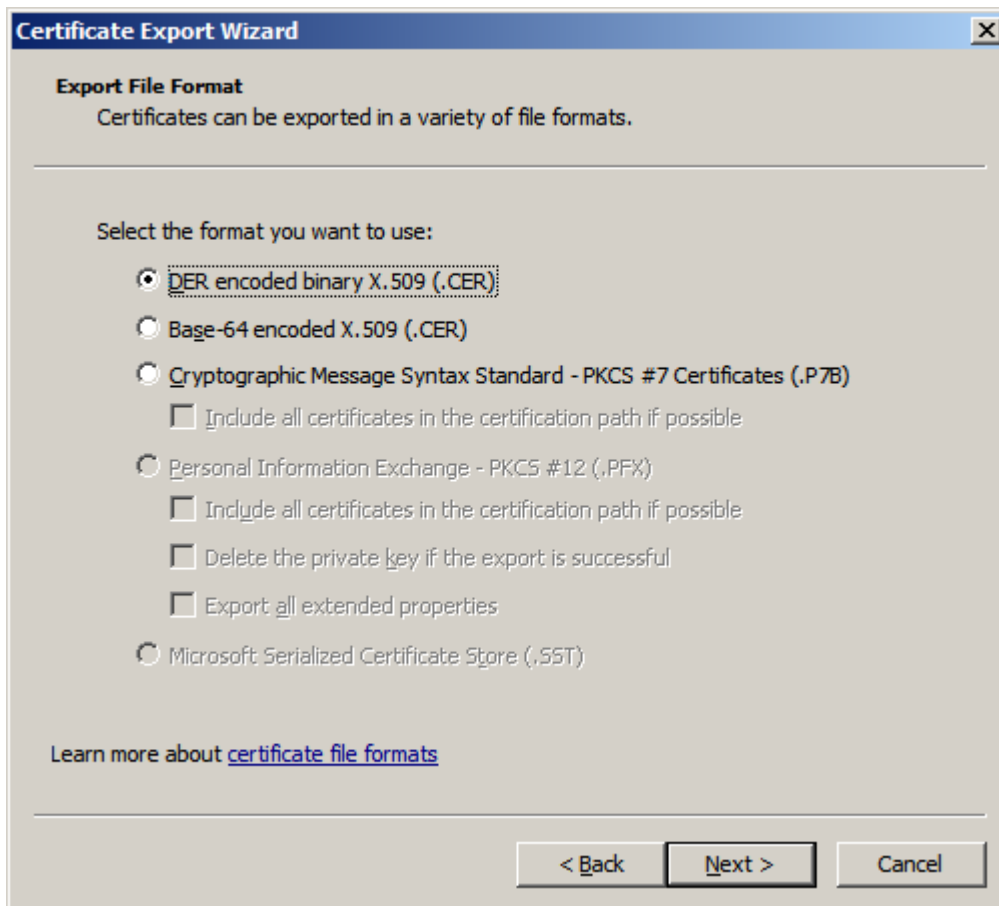 Certificate Export Wizard
Export File Format
Certificates can be exported in a variety of file formats.
Select the format you want to use:
DER encoded binary X.509 (.CER)
Base-64 encoded X.509 (.CER)
Cryptographic Message Syntax Standard - PKCS #7 Certificates (.P7B)
Include all certificates in the certification path if possible
Personal Information Exchange - PKCS #12 (.PFX)
Include all certificates in the certification path if possible
Delete the private key if the export is successful
Export all extended properties
Microsoft Serialized Certificate Store (.SST)
Learn more about certificate file formats
< Back Next > Cancel